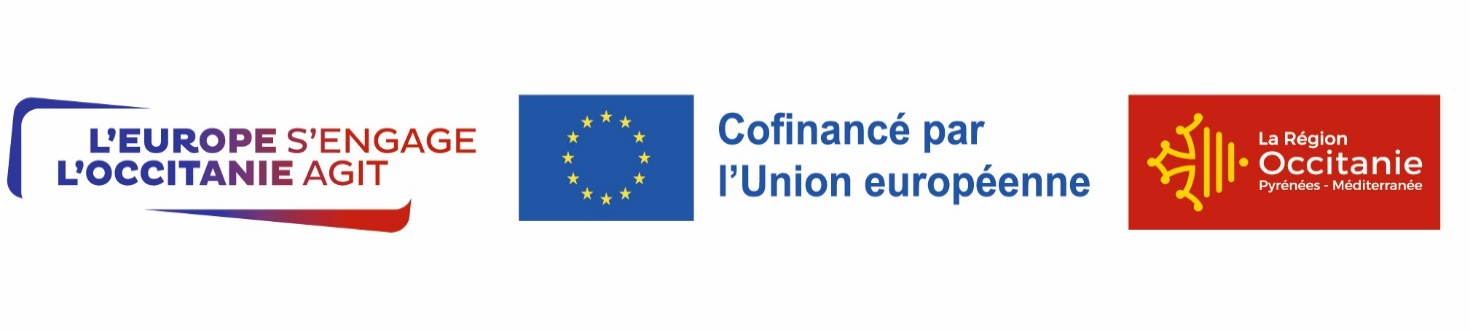 L'EUROPE S'ENGAGE
L'OCCITANIE AGIT
Cofinancé par
l'Union européenne
La Région
Occitanie
Pyrénées - Méditerranée